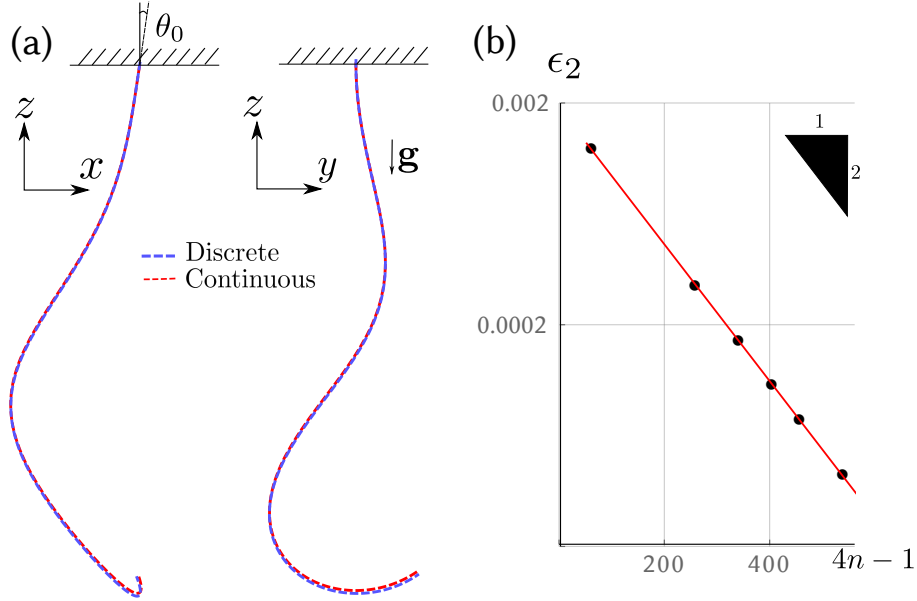 (a)
θ₀
z
x
z
y
g
Discrete
Continuous
(b)
ϵ₂
0.002
0.0002
1
2
200
400
4n − 1